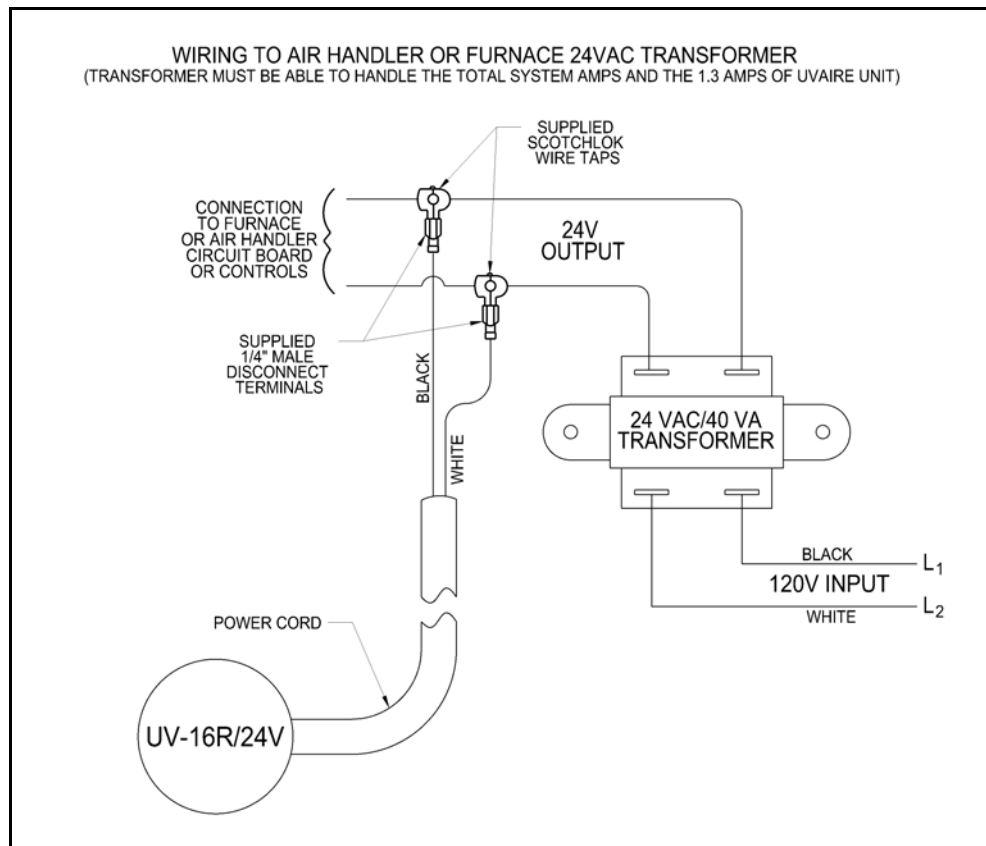 WIRING TO AIR HANDLER OR FURNACE 24VAC TRANSFORMER
(TRANSFORMER MUST BE ABLE TO HANDLE THE TOTAL SYSTEM AMPS AND THE 1.3 AMPS OF UVAIRE UNIT)
SUPPLIED
SCOTCHLOK
WIRE TAPS
CONNECTION
TO FURNACE
OR AIR HANDLER
CIRCUIT BOARD
OR CONTROLS
24V
OUTPUT
SUPPLIED
1/4" MALE
DISCONNECT
TERMINALS
BLACK
WHITE
24 VAC/40 VA
TRANSFORMER
BLACK
L1
120V INPUT
WHITE
L2
POWER CORD
UV-16R/24V